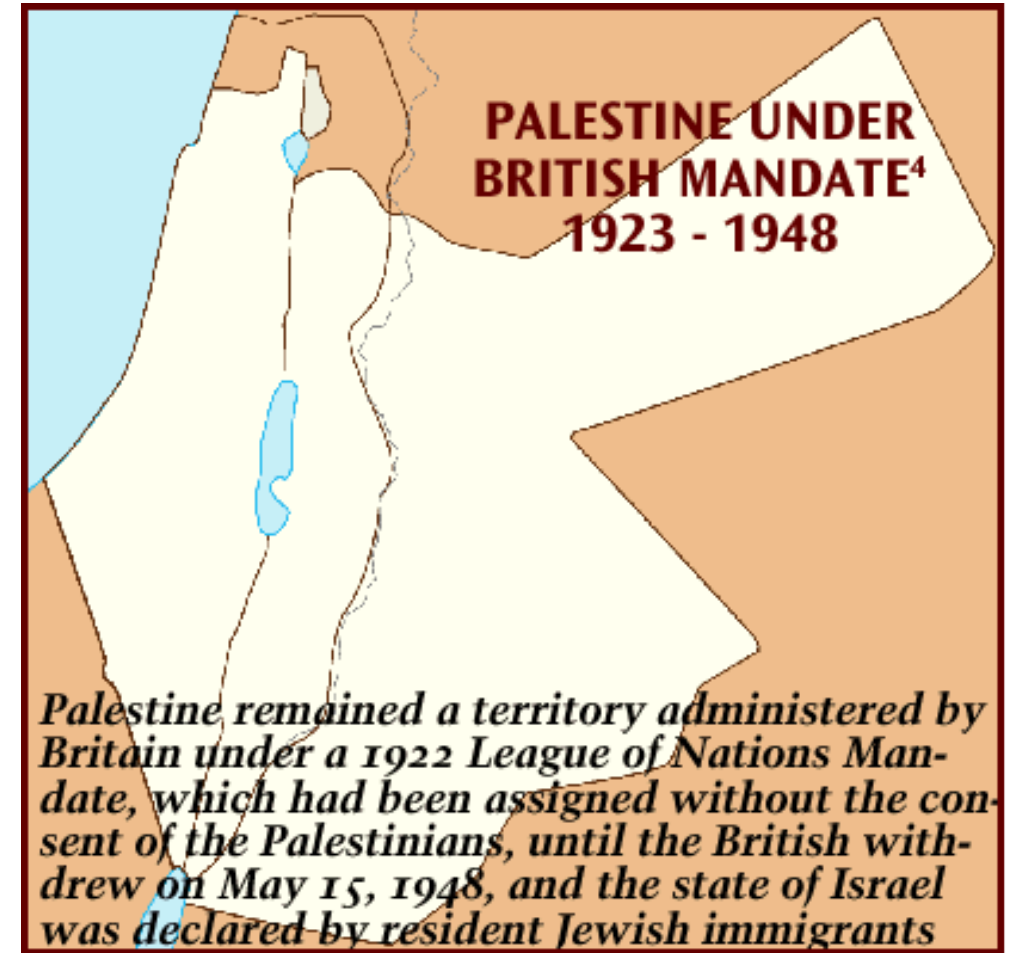 PALESTINE UNDER
BRITISH MANDATE⁴
1923 - 1948
Palestine remained a territory administered by
Britain under a 1922 League of Nations Man-
date, which had been assigned without the con-
sent of the Palestinians, until the British with-
drew on May 15, 1948, and the state of Israel
was declared by resident Jewish immigrants